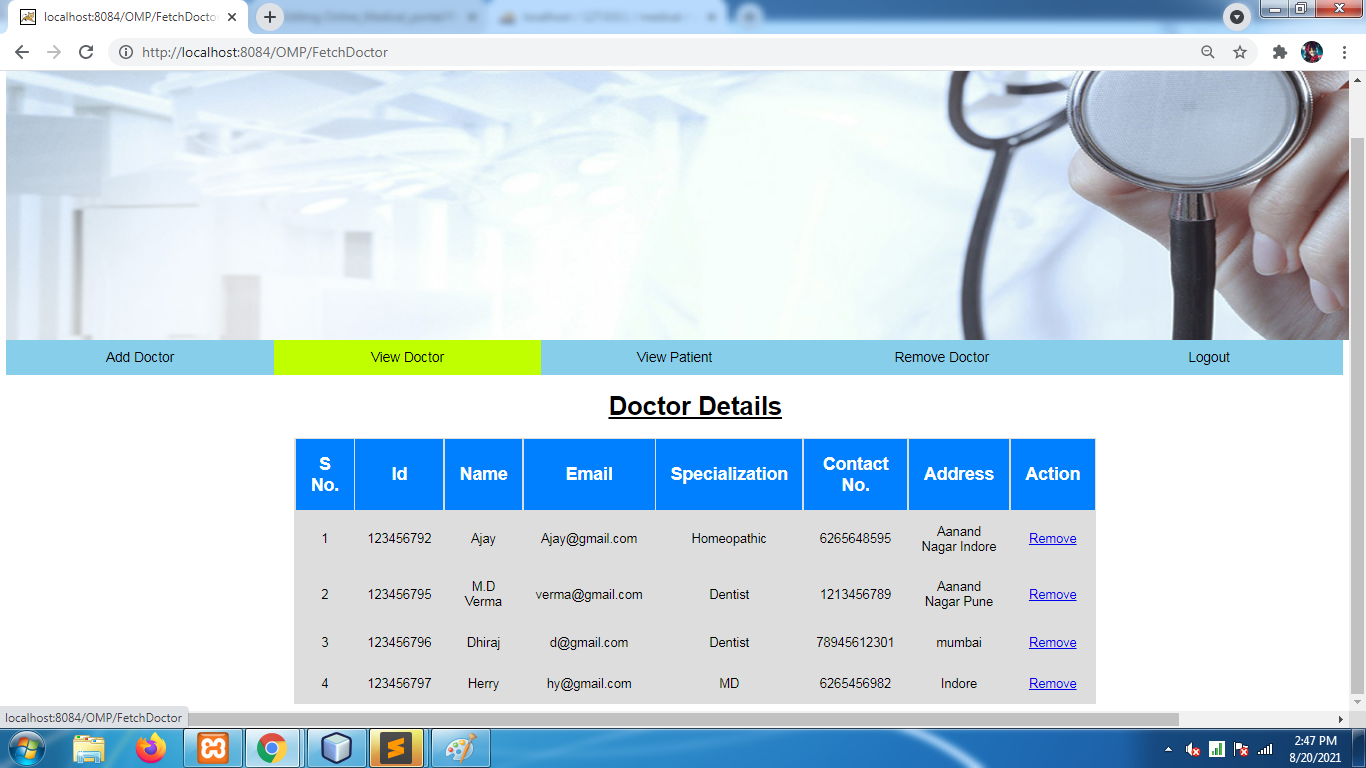 localhost:8084/OMP/FetchDoctor
http://localhost:8084/OMP/FetchDoctor
Add Doctor View Doctor View Patient Remove Doctor Logout
Doctor Details
S No. Id Name Email Specialization Contact No. Address Action
1 123456792 Ajay Ajay@gmail.com Homeopathic 6265648595 Aanand Nagar Indore Remove
2 123456795 M.D Verma verma@gmail.com Dentist 1213456789 Aanand Nagar Pune Remove
3 123456796 Dhiraj d@gmail.com Dentist 78945612301 mumbai Remove
4 123456797 Herry hy@gmail.com MD 6265456982 Indore Remove
localhost:8084/OMP/FetchDoctor
2:47 PM
8/20/2021